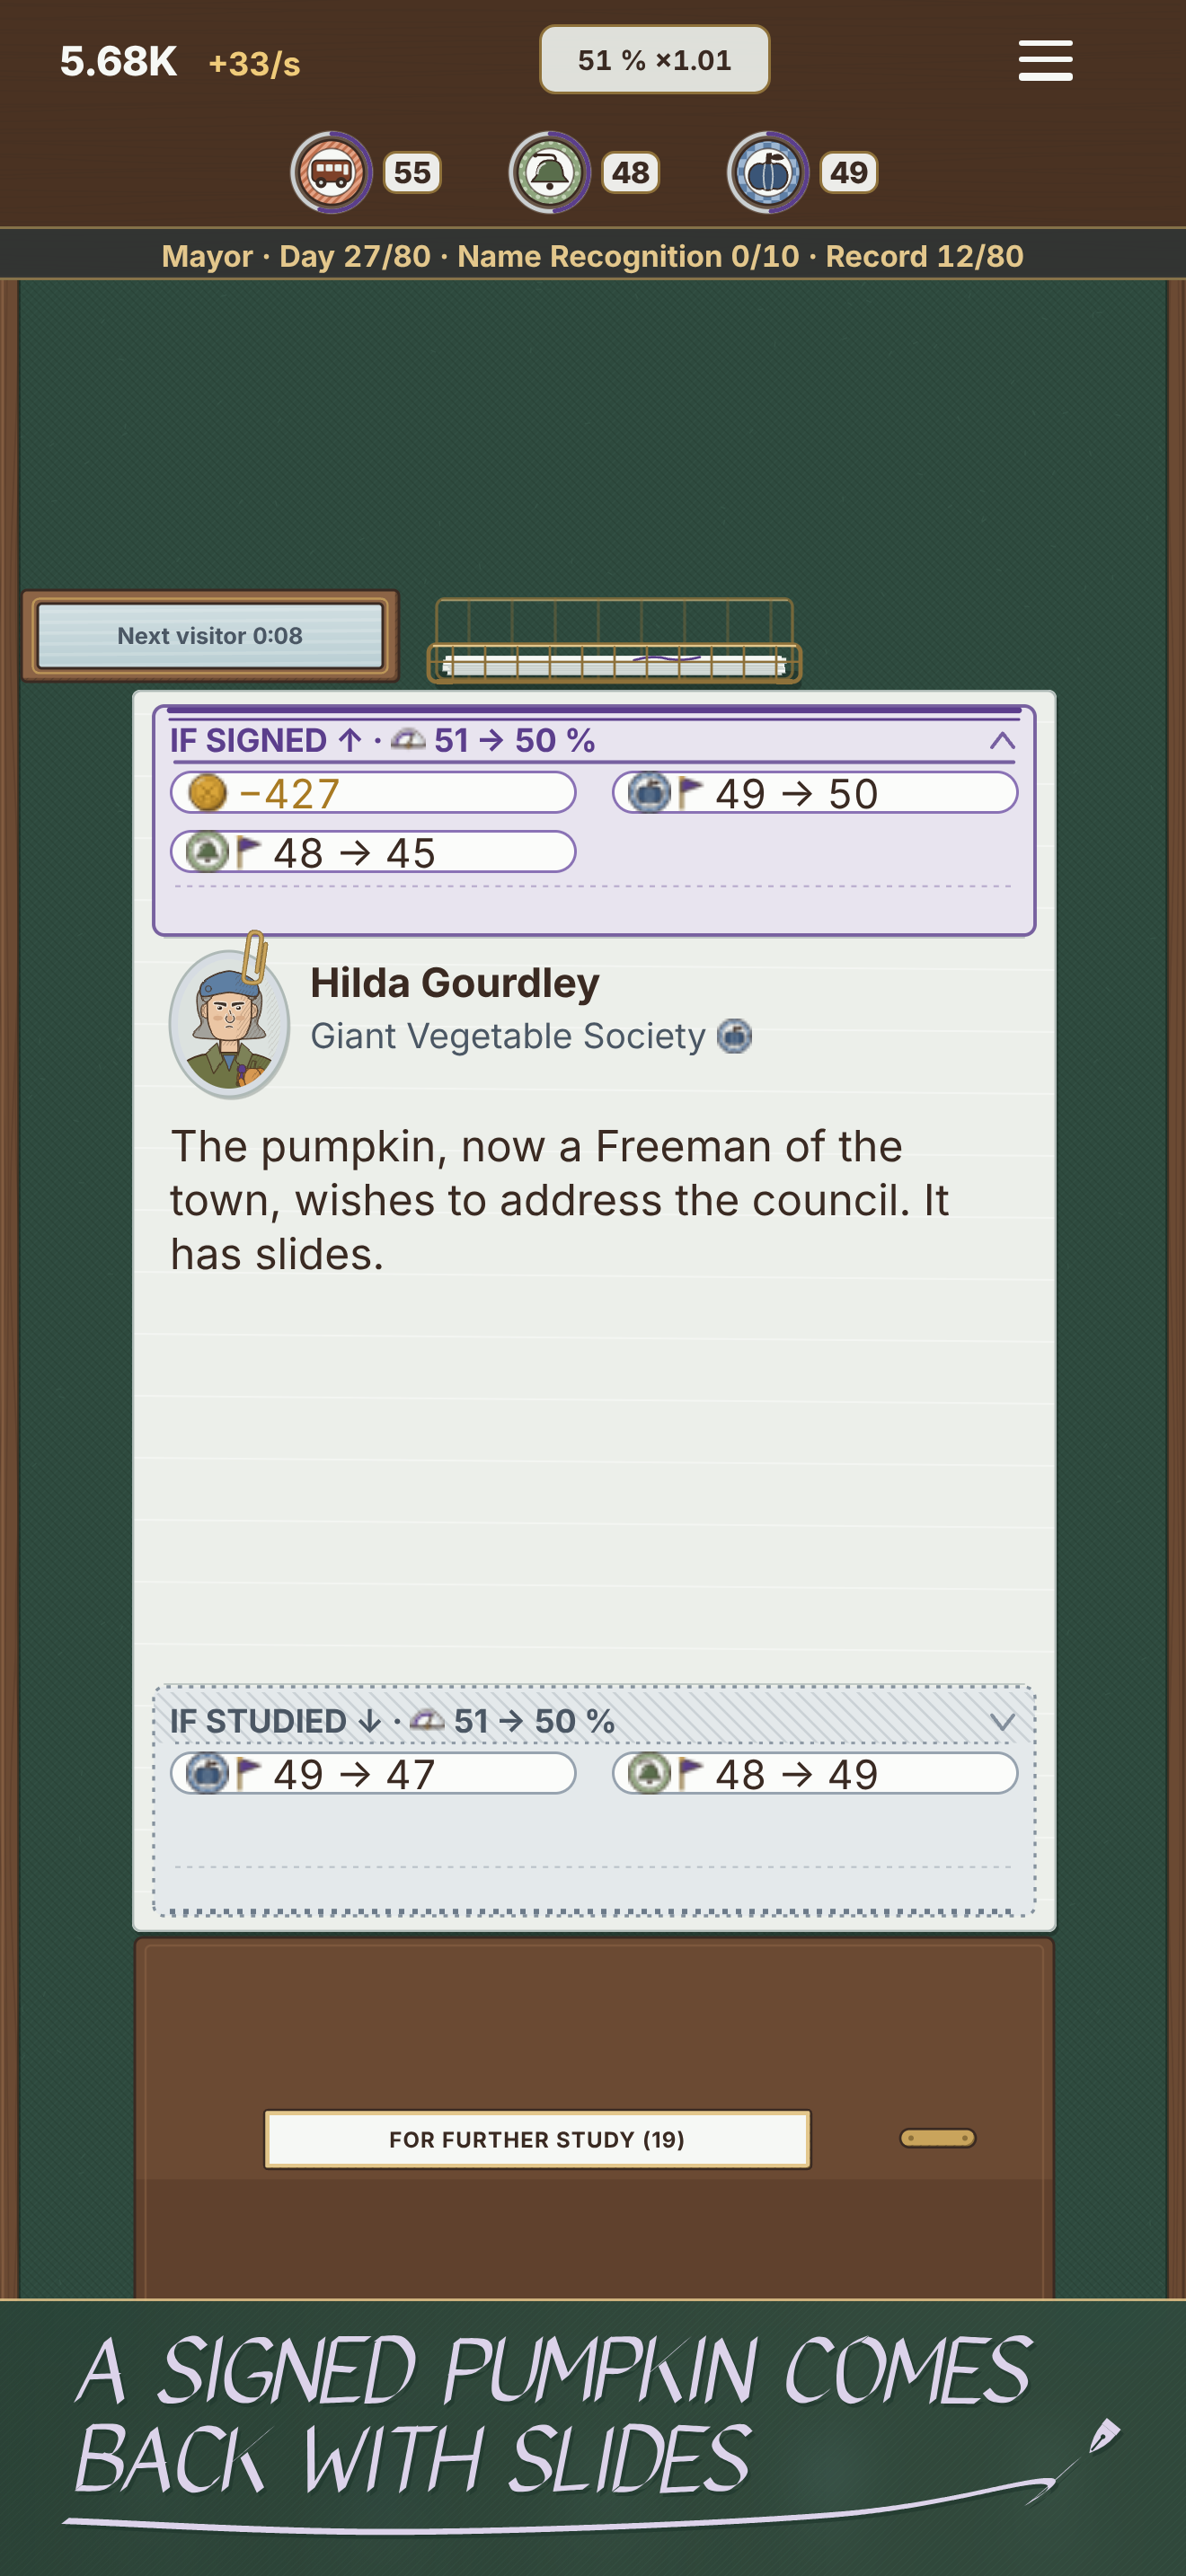 5.68K +33/s 51 % ×1.01
55 48 49
Mayor · Day 27/80 · Name Recognition 0/10 · Record 12/80
Next visitor 0:08
IF SIGNED ↑ · 51 → 50 %
−427 49 → 50
48 → 45
Hilda Gourdley
Giant Vegetable Society
The pumpkin, now a Freeman of the
town, wishes to address the council. It
has slides.
IF STUDIED ↓ · 51 → 50 %
49 → 47 48 → 49
FOR FURTHER STUDY (19)
A SIGNED PUMPKIN COMES
BACK WITH SLIDES